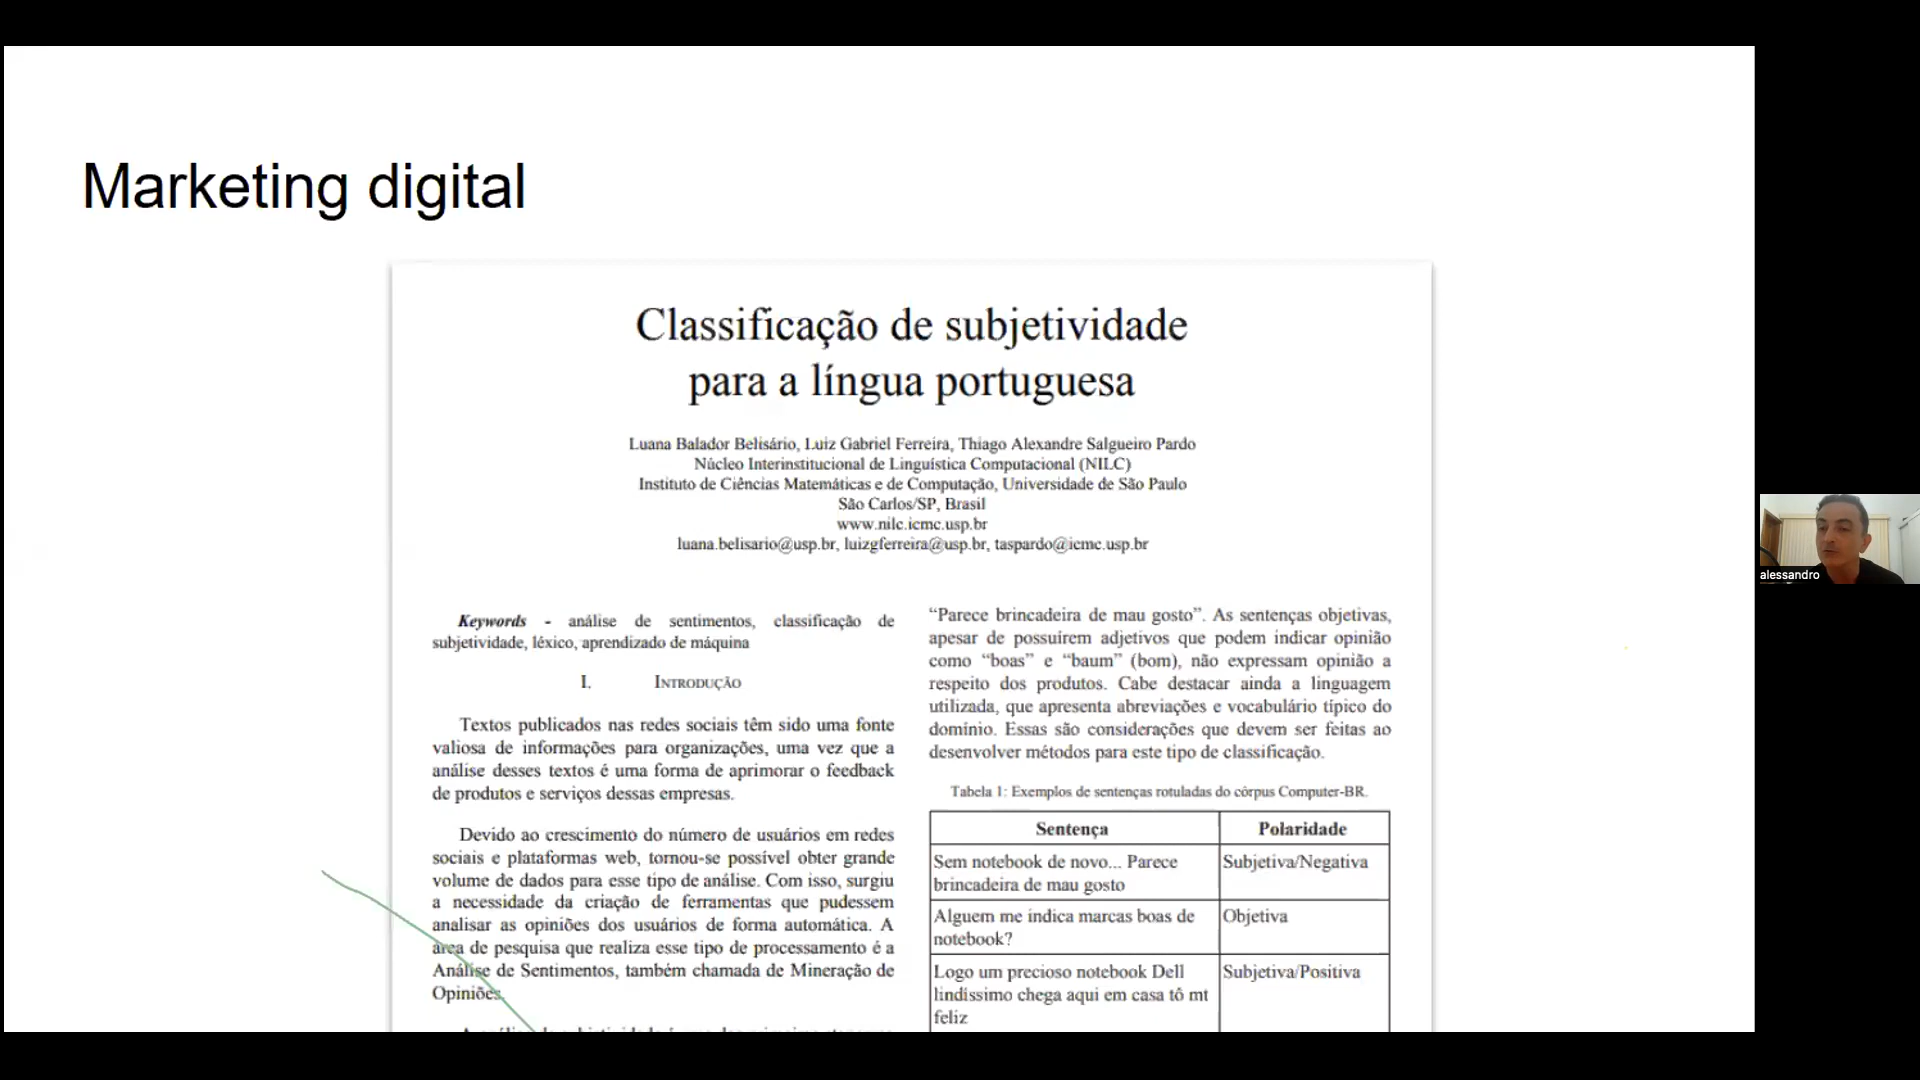 Marketing digital
Classificação de subjetividade
para a língua portuguesa
Luana Balador Belisário, Luiz Gabriel Ferreira, Thiago Alexandre Salgueiro Pardo
Núcleo Interinstitucional de Linguística Computacional (NILC)
Instituto de Ciências Matemáticas e de Computação, Universidade de São Paulo
São Carlos/SP, Brasil
www.nilc.icmc.usp.br
luana.belisario@usp.br, luizgferreira@usp.br, taspardo@icmc.usp.br
Keywords - análise de sentimentos, classificação de
subjetividade, léxico, aprendizado de máquina
I. INTRODUÇÃO
Textos publicados nas redes sociais têm sido uma fonte
valiosa de informações para organizações, uma vez que a
análise desses textos é uma forma de aprimorar o feedback
de produtos e serviços dessas empresas.
Devido ao crescimento do número de usuários em redes
sociais e plataformas web, tornou-se possível obter grande
volume de dados para esse tipo de análise. Com isso, surgiu
a necessidade da criação de ferramentas que pudessem
analisar as opiniões dos usuários de forma automática. A
área de pesquisa que realiza esse tipo de processamento é a
Análise de Sentimentos, também chamada de Mineração de
Opiniões.
“Parece brincadeira de mau gosto”. As sentenças objetivas,
apesar de possuírem adjetivos que podem indicar opinião
como “boas” e “baum” (bom), não expressam opinião a
respeito dos produtos. Cabe destacar ainda a linguagem
utilizada, que apresenta abreviações e vocabulário típico do
domínio. Essas são considerações que devem ser feitas ao
desenvolver métodos para este tipo de classificação.
Tabela 1: Exemplos de sentenças rotuladas do córpus Computer-BR.
Sentença Polaridade
Sem notebook de novo... Parece Subjetiva/Negativa
brincadeira de mau gosto
Alguem me indica marcas boas de Objetiva
notebook?
Logo um precioso notebook Dell Subjetiva/Positiva
lindíssimo chega aqui em casa tô mt
feliz
alessandro